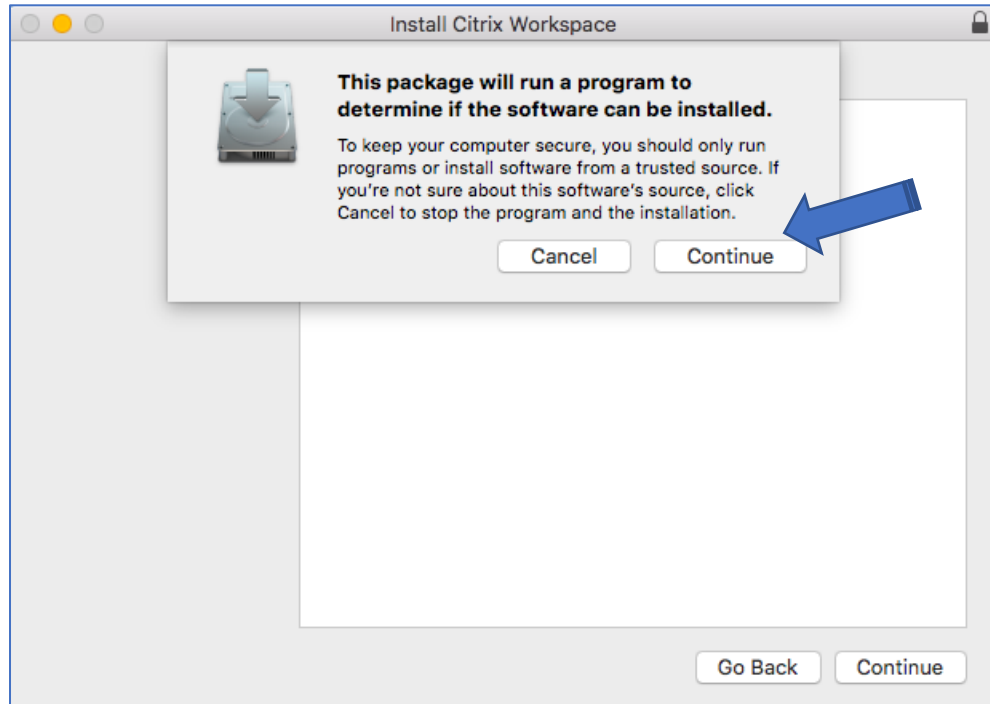 Install Citrix Workspace
This package will run a program to
determine if the software can be installed.
To keep your computer secure, you should only run
programs or install software from a trusted source. If
you're not sure about this software's source, click
Cancel to stop the program and the installation.
Cancel
Continue
Go Back
Continue